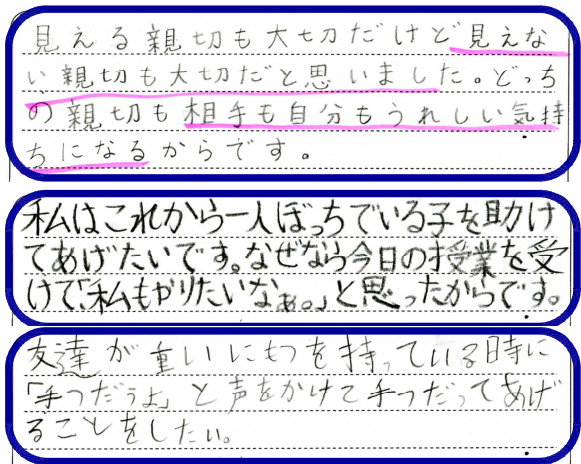 見える親切も大切だけど見えな
い親切も大切だと思いました。どっち
の親切も相手も自分もうれしい気持
ちになるからです。
私はこれから一人ぼっちでいる子を助け
てあげたいです。なぜなら今日の授業を受
けて、「私もやりたいなぁ。」と思ったからです。
友達が重いにもつを持っている時に
「手つだうよ」と声をかけて手つだってあげ
ることをしたい。